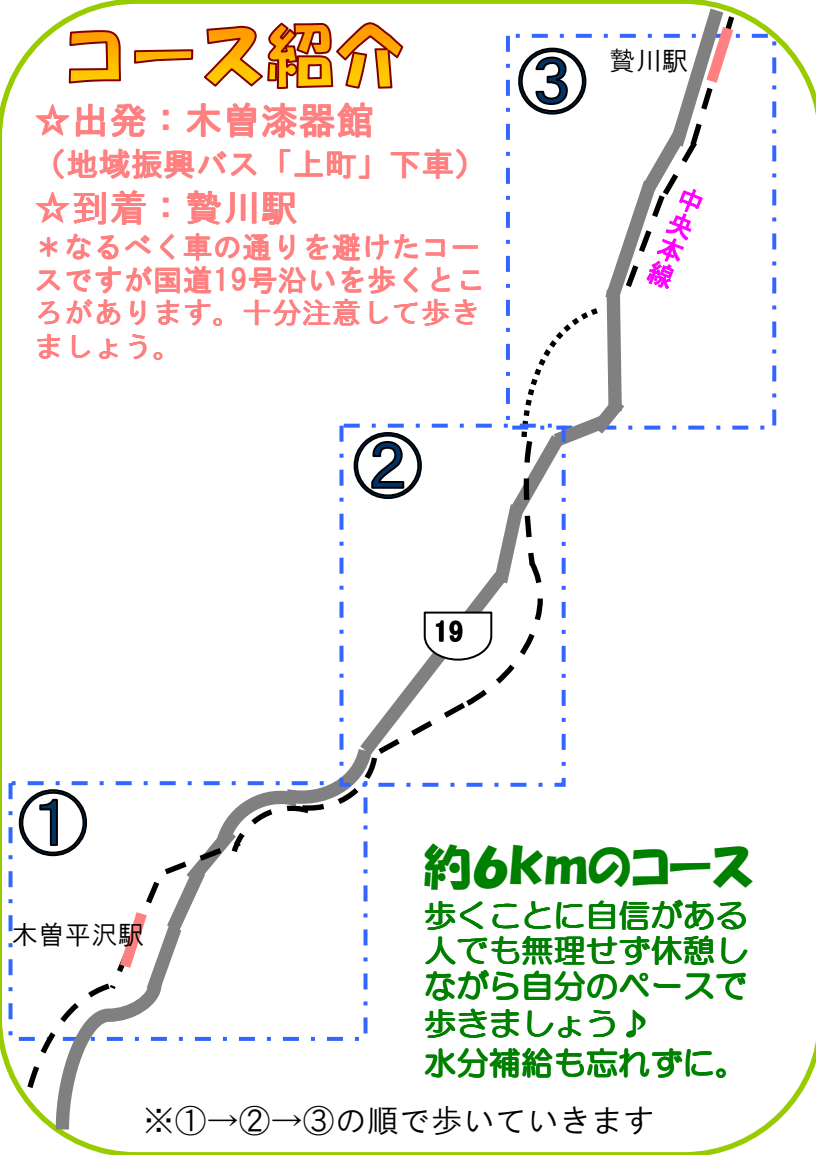 コース紹介
☆出発：木曽漆器館
（地域振興バス「上町」下車）
☆到着：贄川駅
＊なるべく車の通りを避けたコー
スですが国道19号沿いを歩くとこ
ろがあります。十分注意して歩き
ましょう。
③
贄川駅
中央本線
②
19
①
木曽平沢駅
約6kmのコース
歩くことに自信がある
人でも無理せず休憩し
ながら自分のペースで
歩きましょう♪
水分補給も忘れずに。
※①→②→③の順で歩いていきます